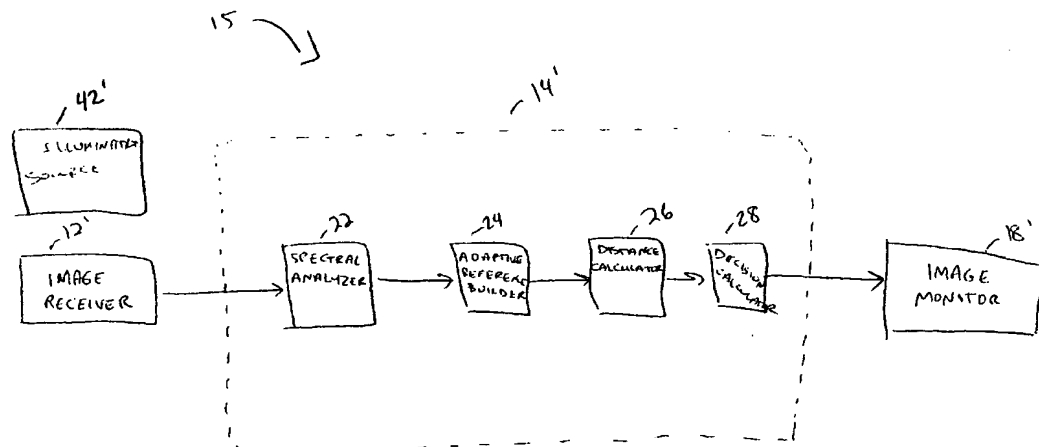 15
42'
14'
ILLUMINATION
SOURCE
12'
22
24
26
28
18'
IMAGE
RECEIVER
SPECTRAL
ANALYZER
ADAPTIVE
REFERENCE
BUILDER
DISTANCE
CALCULATOR
DECISION
CALCULATOR
IMAGE
MONITOR